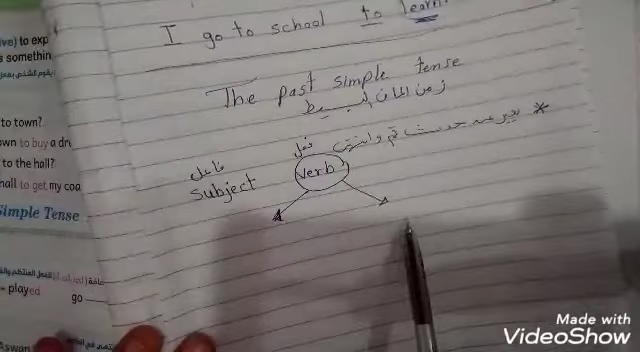 I go to school to learn.
The past simple tense
زمن الماضي البسيط
* يعبر عن حدث تم وانتهى
فاعل فعل
Subject verb
ive) to exp
s somethin
to town?
own to buy a dr
to the hall?
hall to get my coa
Simple Tense
played go
Aswan
Made with
VideoShow